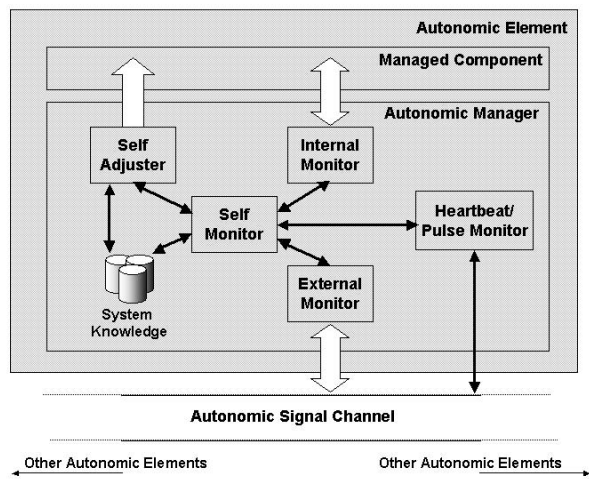 Autonomic Element
Managed Component
Autonomic Manager
Self
Adjuster
Internal
Monitor
Self
Monitor
Heartbeat/
Pulse Monitor
External
Monitor
System
Knowledge
Autonomic Signal Channel
Other Autonomic Elements
Other Autonomic Elements